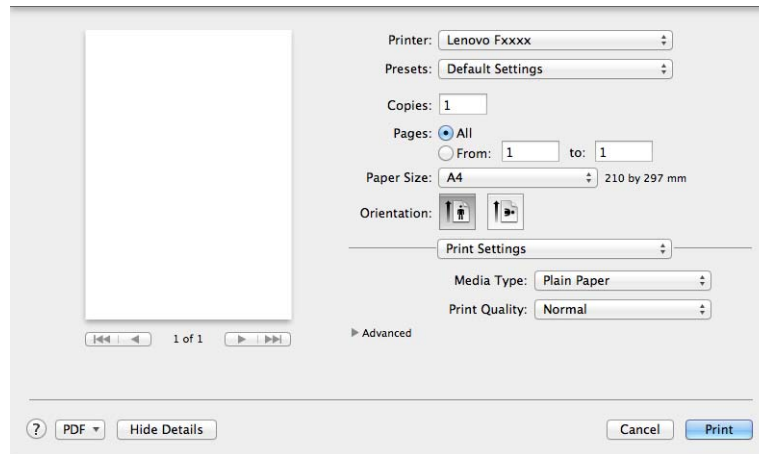 Printer: Lenovo Fxxxx
Presets: Default Settings
Copies: 1
Pages: All
From: 1 to: 1
Paper Size: A4 210 by 297 mm
Orientation:
Print Settings
Media Type: Plain Paper
Print Quality: Normal
1 of 1
Advanced
? PDF Hide Details Cancel Print